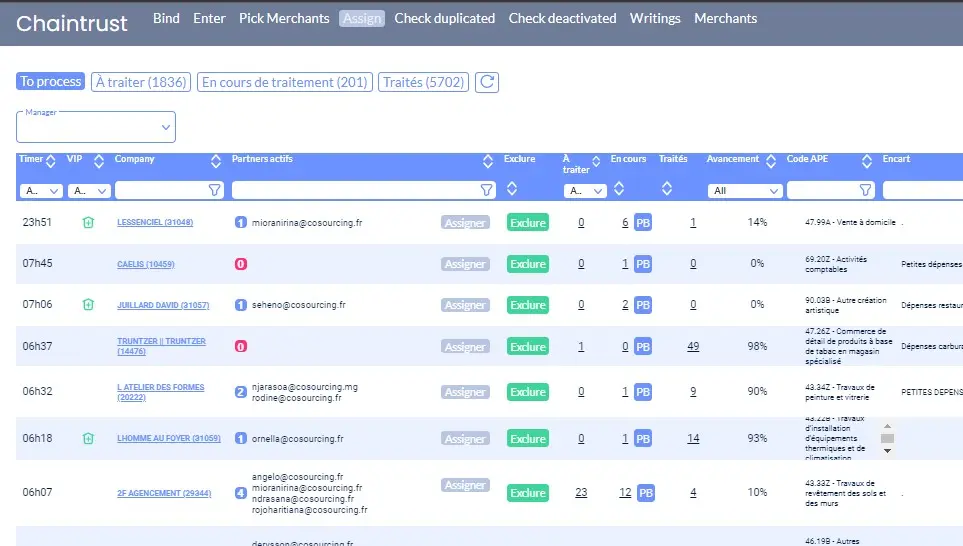 Chaintrust Bind Enter Pick Merchants Assign Check duplicated Check deactivated Writings Merchants
To process À traiter (1836) En cours de traitement (201) Traités (5702)
Manager
Timer VIP Company Partners actifs Exclure À traiter En cours Traités Avancement Code APE Encart
A.. A.. A.. All
23h51 LESSENCIEL (31048) 1 mioranirina@cosourcing.fr Assigner Exclure 0 6 PB 1 14% 47.99A - Vente à domicile .
07h45 CAELIS (10459) 0 Assigner Exclure 0 1 PB 0 0% 69.20Z - Activités comptables Petites dépenses
07h06 JUILLARD DAVID (31057) 1 seheno@cosourcing.fr Assigner Exclure 0 2 PB 0 0% 90.03B - Autre création artistique Dépenses restaur
06h37 TRUNTZER || TRUNTZER (14476) 0 Assigner Exclure 1 0 PB 49 98% 47.26Z - Commerce de détail de produits à base de tabac en magasin spécialisé Dépenses carbura
06h32 L ATELIER DES FORMES (20222) 2 njarasoa@cosourcing.mg rodine@cosourcing.fr Assigner Exclure 0 1 PB 9 90% 43.34Z - Travaux de peinture et vitrerie PETITES DEPENS
06h18 LHOMME AU FOYER (31059) 1 ornella@cosourcing.fr Assigner Exclure 0 1 PB 14 93% 43.22B - Travaux d'installation d'équipements thermiques et de climatisation
06h07 2F AGENCEMENT (29344) 4 angelo@cosourcing.fr mioranirina@cosourcing.fr ndrasana@cosourcing.fr rojoharitiana@cosourcing.fr Assigner Exclure 23 12 PB 4 10% 43.33Z - Travaux de revêtement des sols et des murs .
derysson@cosourcing.fr 46.19B - Autres